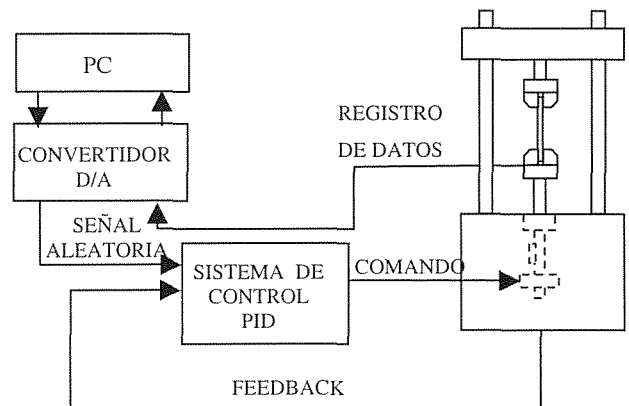 PC
REGISTRO
DE DATOS
CONVERTIDOR
D/A
SEÑAL
ALEATORIA
SISTEMA DE
CONTROL
PID
COMANDO
FEEDBACK